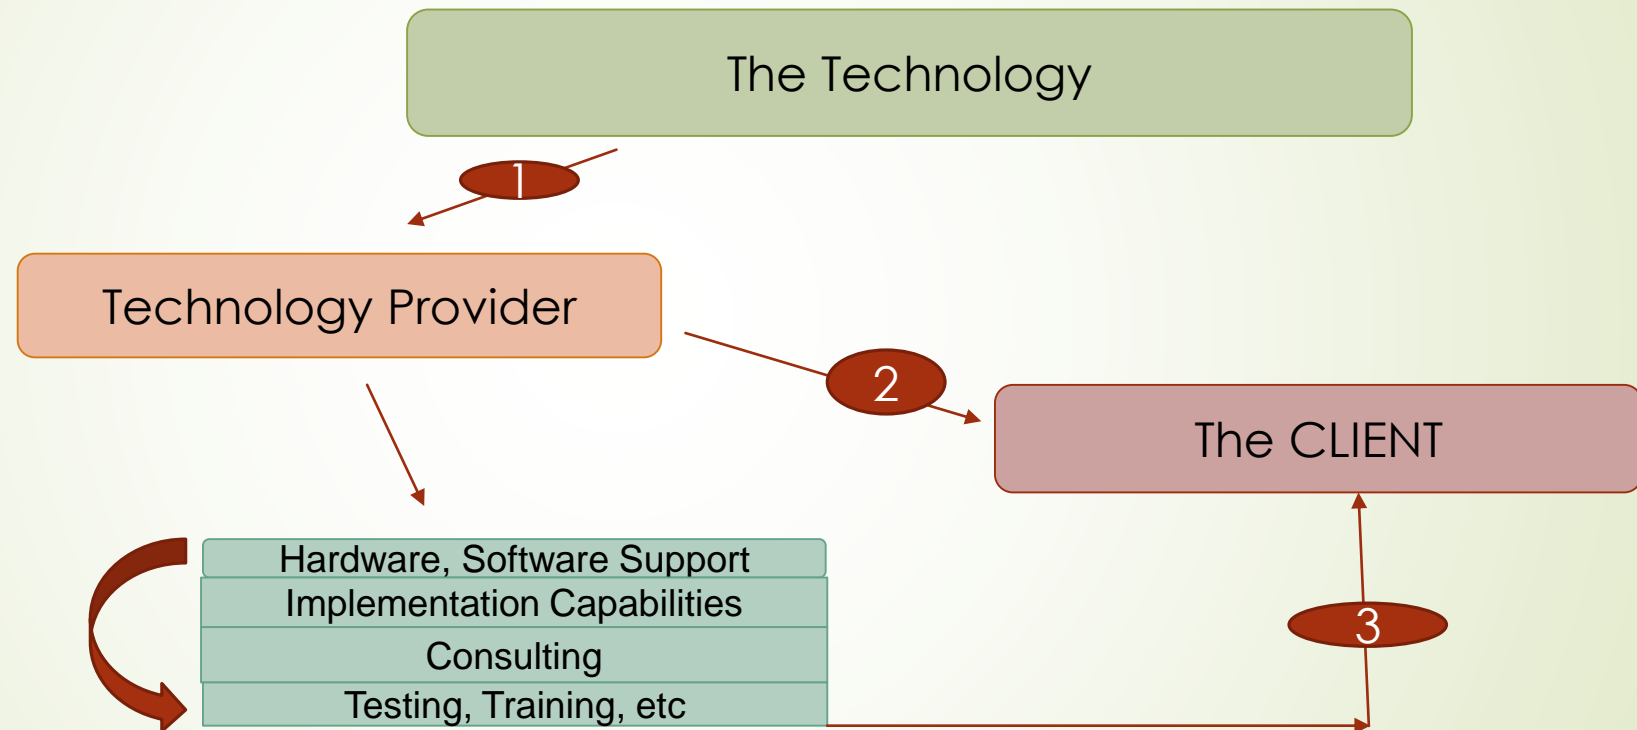 The Technology
1
Technology Provider
2
The CLIENT
Hardware, Software Support
Implementation Capabilities
3
Consulting
Testing, Training, etc